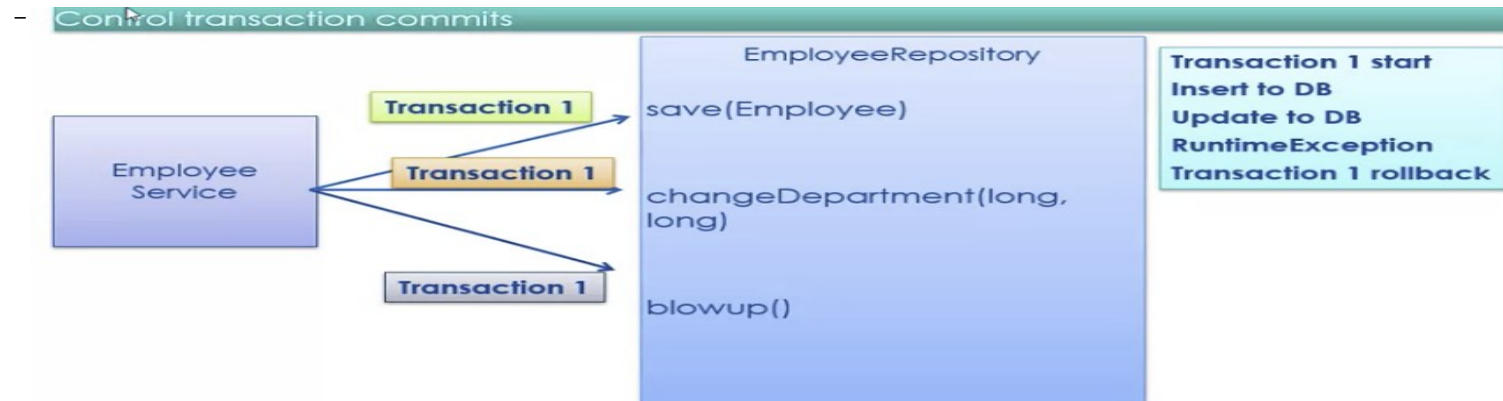 – Control transaction commits
EmployeeRepository
Transaction 1
save(Employee)
Employee
Service
Transaction 1
changeDepartment(long,
long)
Transaction 1
blowup()
Transaction 1 start
Insert to DB
Update to DB
RuntimeException
Transaction 1 rollback